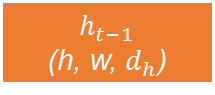 h_{t−1}
(h, w, d_h)